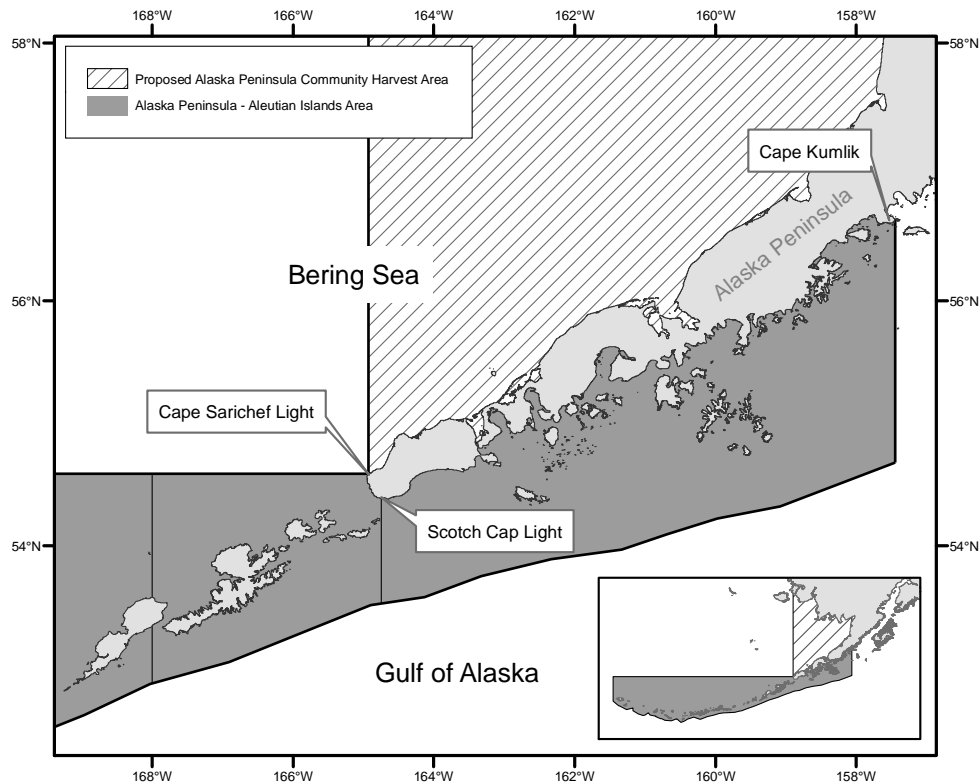 168°W 166°W 164°W 162°W 160°W 158°W
58°N 58°N
Proposed Alaska Peninsula Community Harvest Area
Alaska Peninsula - Aleutian Islands Area
Cape Kumlik
Alaska Peninsula
Bering Sea
56°N 56°N
Cape Sarichef Light
Scotch Cap Light
54°N 54°N
Gulf of Alaska
168°W 166°W 164°W 162°W 160°W 158°W